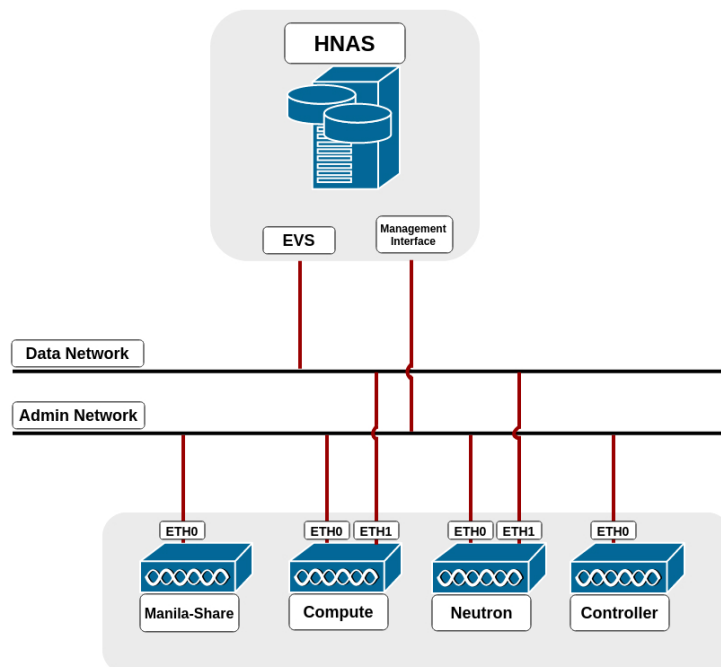 HNAS
EVS
Management
Interface
Data Network
Admin Network
ETH0
ETH0
ETH1
ETH0
ETH1
ETH0
Manila-Share
Compute
Neutron
Controller